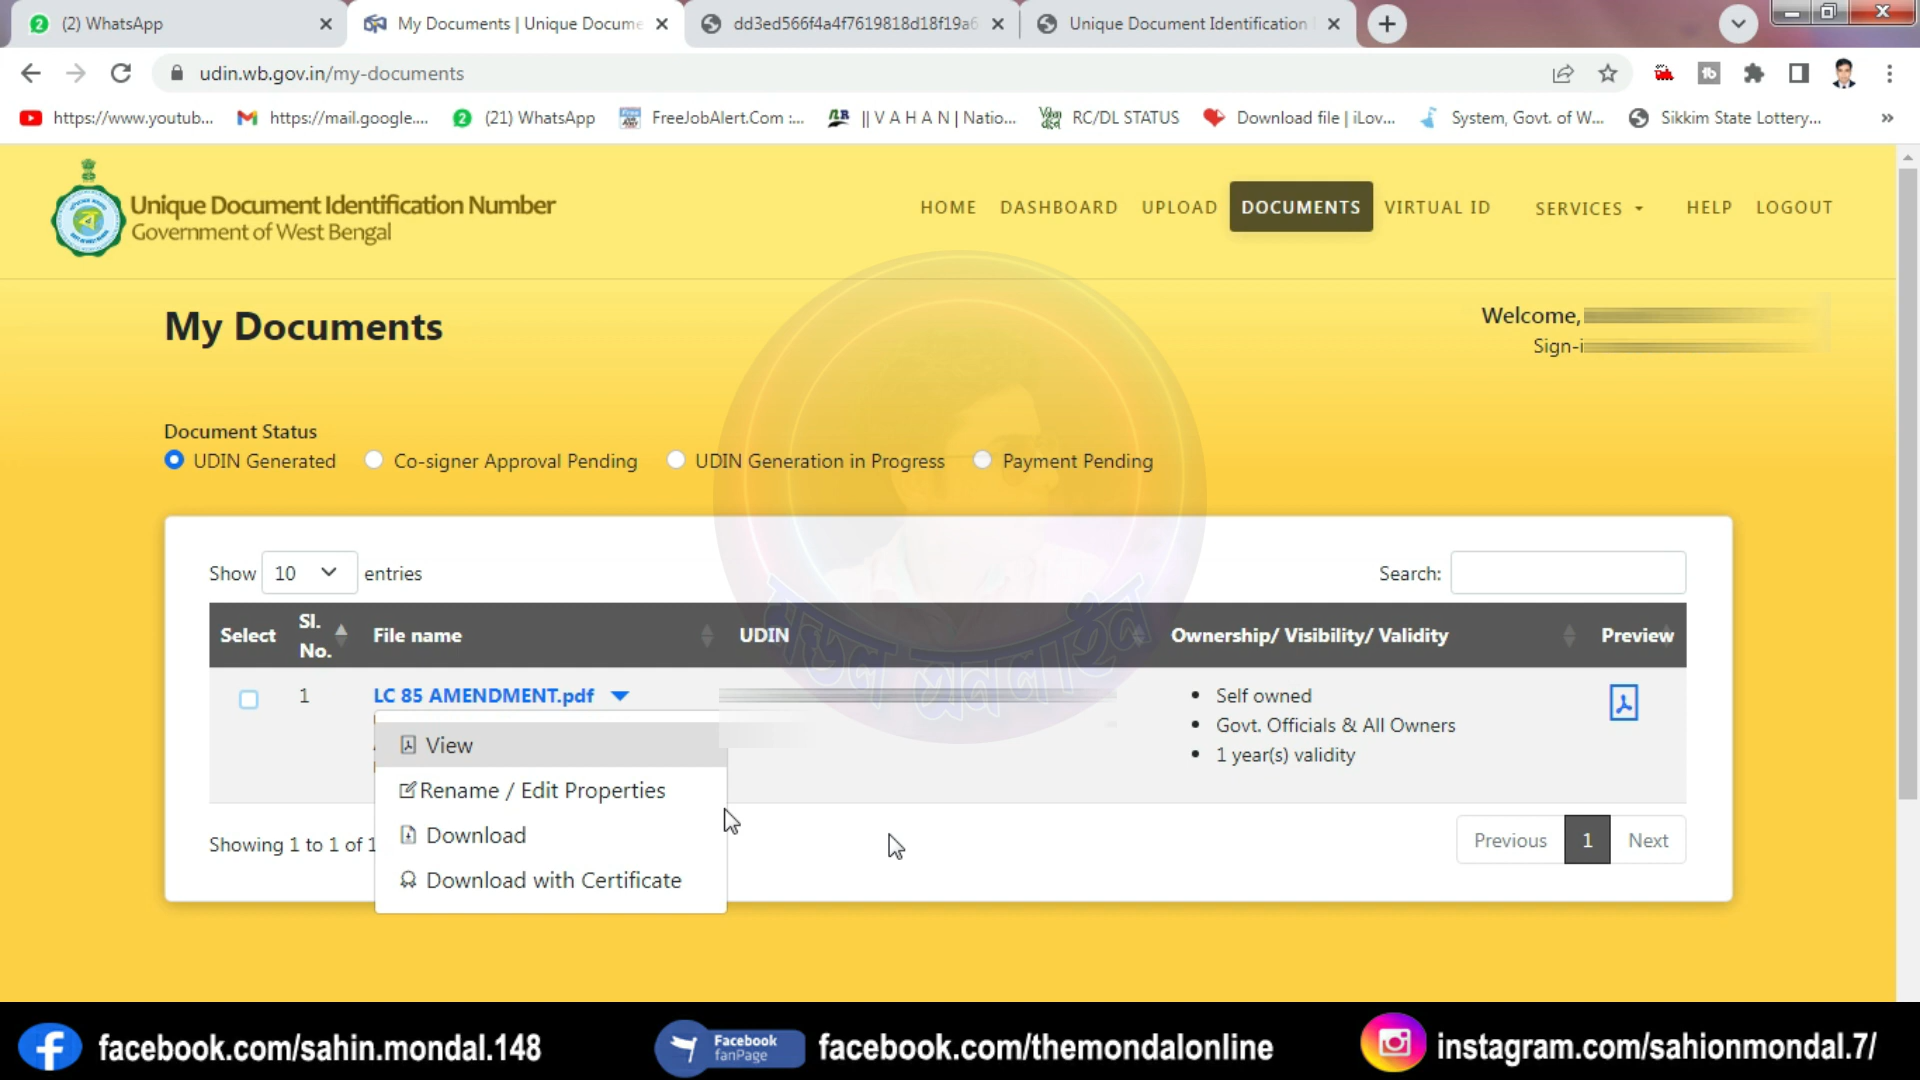 (2) WhatsApp
My Documents | Unique Docume
dd3ed566f4a4f7619818d18f19a6
Unique Document Identification
udin.wb.gov.in/my-documents
https://www.youtub...
https://mail.google....
(21) WhatsApp
FreeJobAlert.Com :...
|| V A H A N | Natio...
RC/DL STATUS
Download file | iLov...
System, Govt. of W...
Sikkim State Lottery...
Unique Document Identification Number
Government of West Bengal
HOME DASHBOARD UPLOAD DOCUMENTS VIRTUAL ID SERVICES HELP LOGOUT
My Documents
Welcome,
Sign-i
Document Status
UDIN Generated Co-signer Approval Pending UDIN Generation in Progress Payment Pending
Show 10 entries
Search:
Select Sl. No. File name UDIN Ownership/ Visibility/ Validity Preview
1 LC 85 AMENDMENT.pdf
Self owned
Govt. Officials & All Owners
1 year(s) validity
View
Rename / Edit Properties
Download
Download with Certificate
Showing 1 to 1 of 1
Previous 1 Next
মন্ডল অনলাইন
facebook.com/sahin.mondal.148
Facebook
fanPage
facebook.com/themondalonline
instagram.com/sahionmondal.7/